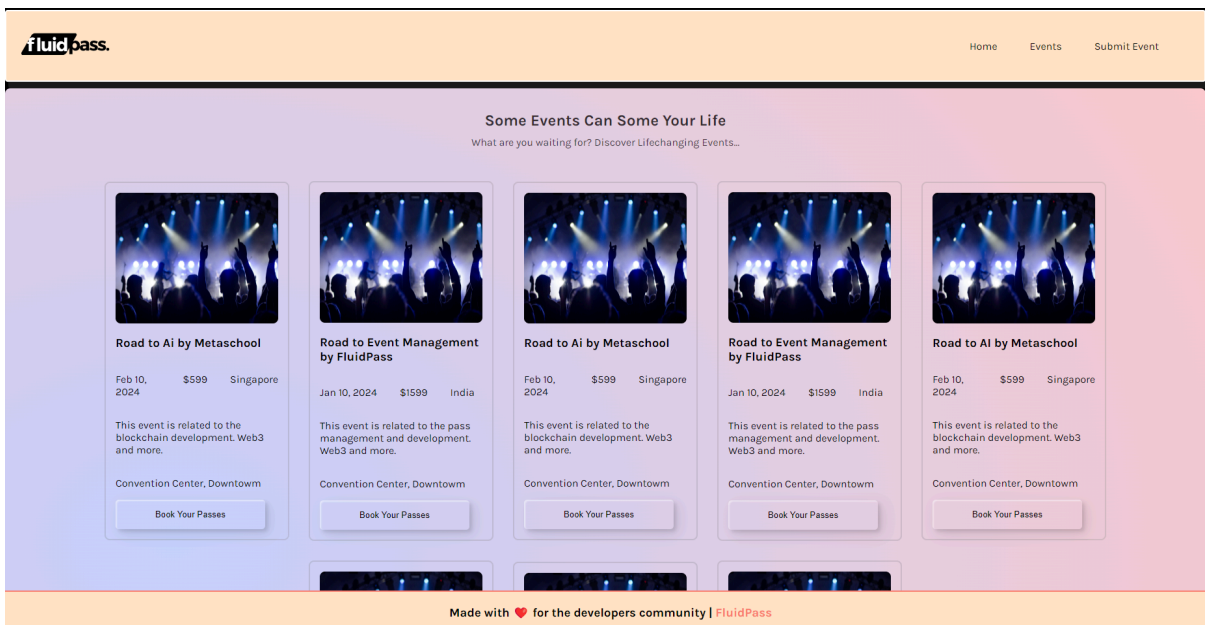 fluidpass.
Home Events Submit Event
Some Events Can Some Your Life
What are you waiting for? Discover Lifechanging Events...
Road to Ai by Metaschool
Feb 10,
2024
$599
Singapore
This event is related to the
blockchain development. Web3
and more.
Convention Center, Downtowm
Book Your Passes
Road to Event Management
by FluidPass
Jan 10, 2024 $1599 India
This event is related to the pass
management and development.
Web3 and more.
Convention Center, Downtowm
Book Your Passes
Road to Ai by Metaschool
Feb 10,
2024
$599
Singapore
This event is related to the
blockchain development. Web3
and more.
Convention Center, Downtowm
Book Your Passes
Road to Event Management
by FluidPass
Jan 10, 2024 $1599 India
This event is related to the pass
management and development.
Web3 and more.
Convention Center, Downtowm
Book Your Passes
Road to AI by Metaschool
Feb 10,
2024
$599
Singapore
This event is related to the
blockchain development. Web3
and more.
Convention Center, Downtowm
Book Your Passes
Made with ❤️ for the developers community | FluidPass